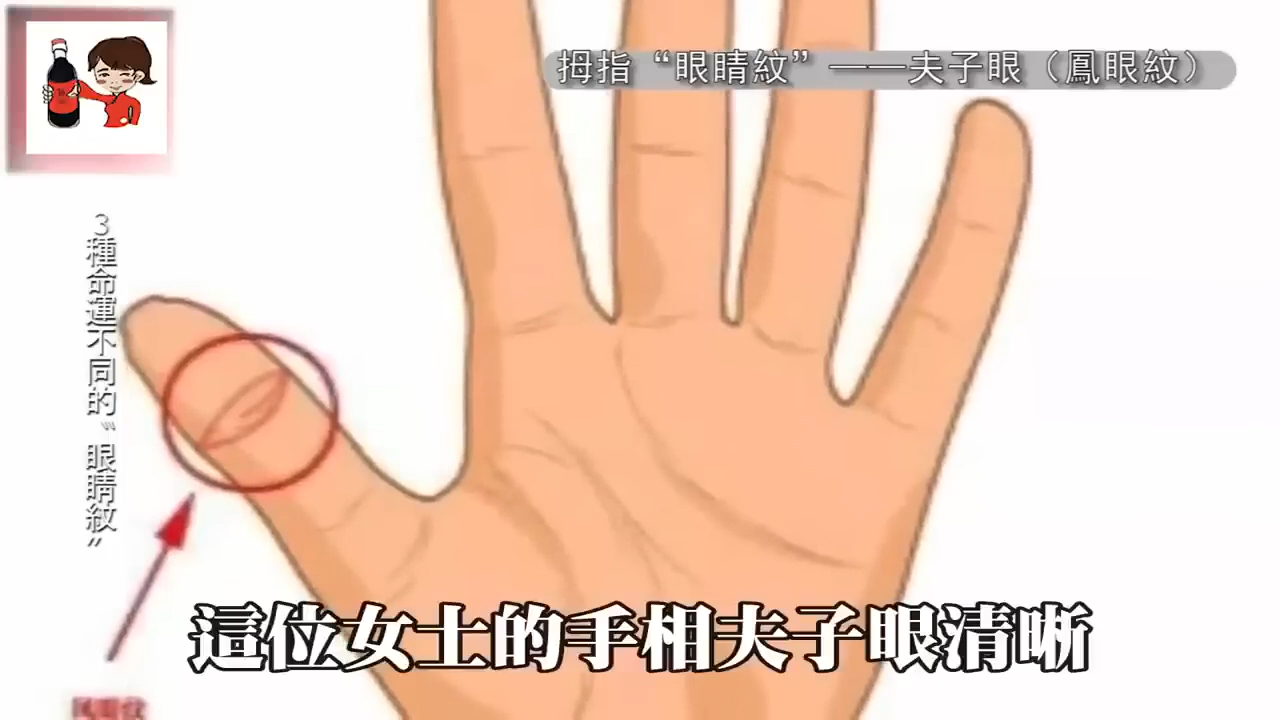 拇指“眼睛紋”——夫子眼（鳳眼紋）
3種命運不同的“眼睛紋”
這位女士的手相夫子眼清晰